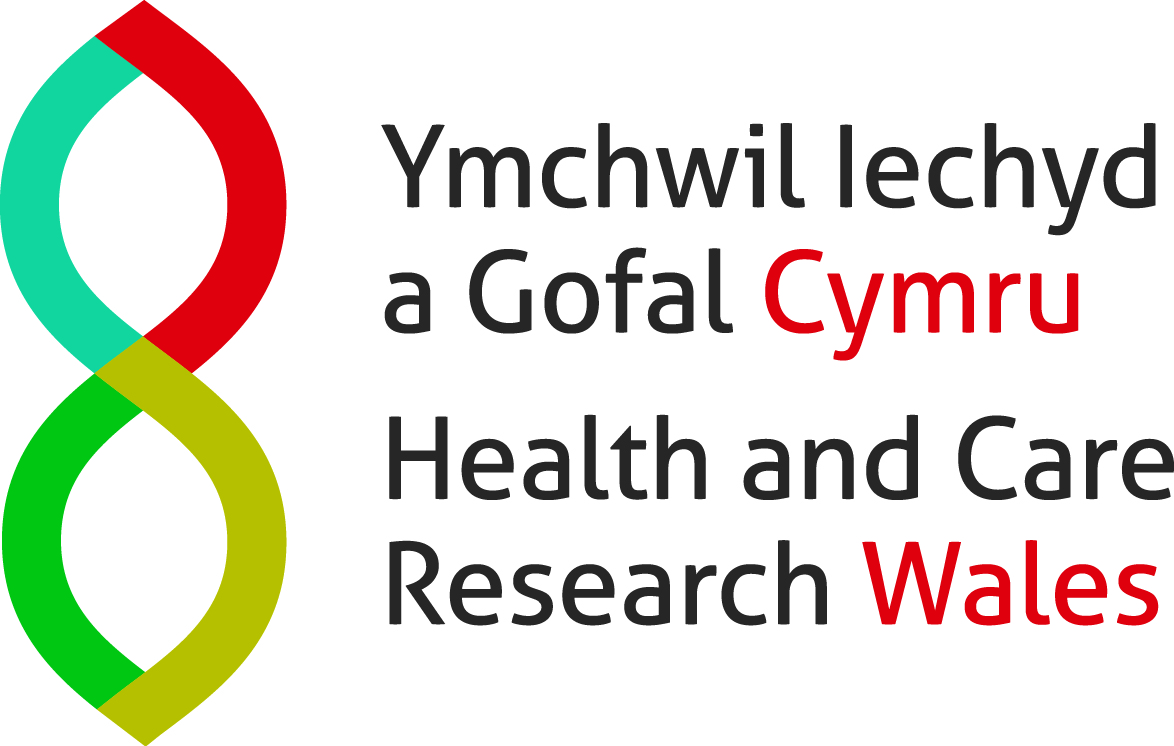 Ymchwil Iechyd
a Gofal Cymru
Health and Care
Research Wales